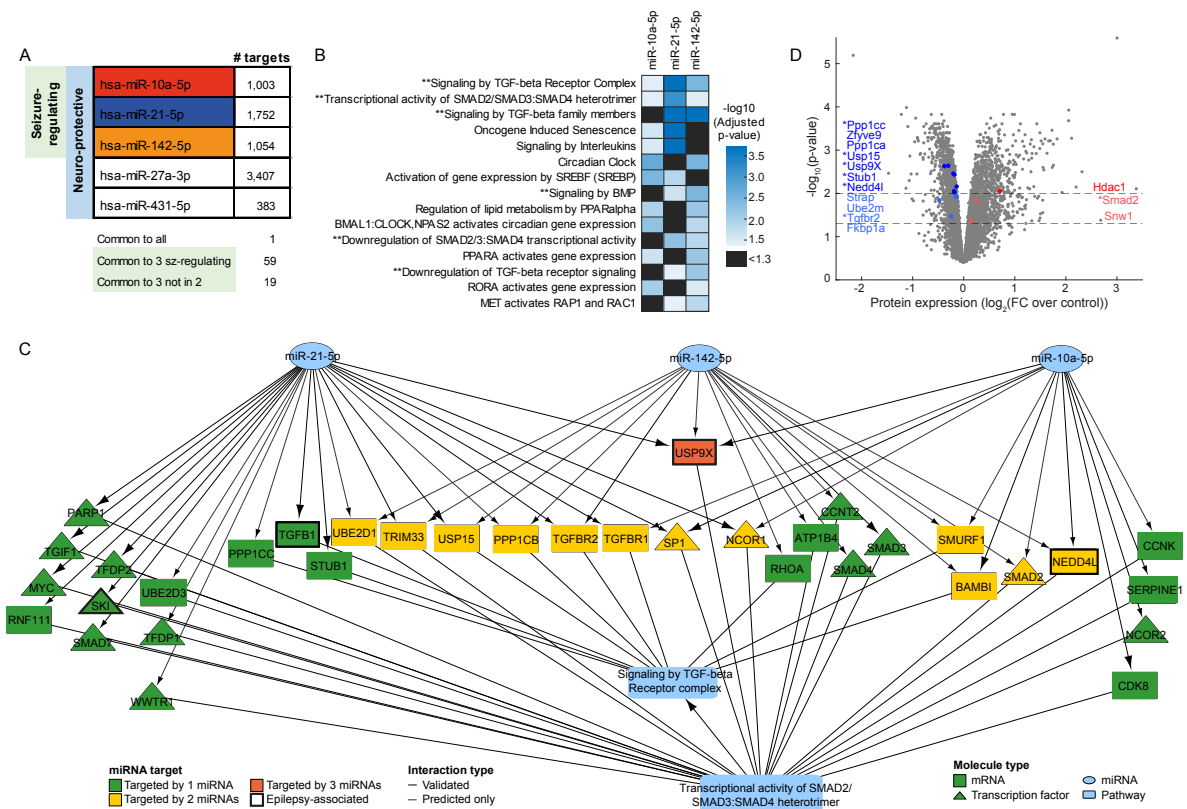 A
# targets
Seizure-
regulating
Neuro-protective
hsa-miR-10a-5p 1,003
hsa-miR-21-5p 1,752
hsa-miR-142-5p 1,054
hsa-miR-27a-3p 3,407
hsa-miR-431-5p 383
Common to all 1
Common to 3 sz-regulating 59
Common to 3 not in 2 19
B
miR-10a-5p
miR-21-5p
miR-142-5p
**Signaling by TGF-beta Receptor Complex
**Transcriptional activity of SMAD2/SMAD3:SMAD4 heterotrimer
**Signaling by TGF-beta family members
Oncogene Induced Senescence
Signaling by Interleukins
Circadian Clock
Activation of gene expression by SREBF (SREBP)
**Signaling by BMP
Regulation of lipid metabolism by PPARalpha
BMAL1:CLOCK,NPAS2 activates circadian gene expression
**Downregulation of SMAD2/3:SMAD4 transcriptional activity
PPARA activates gene expression
**Downregulation of TGF-beta receptor signaling
RORA activates gene expression
MET activates RAP1 and RAC1
-log10
(Adjusted
p-value)
3.5
3.0
2.5
2.0
1.5
<1.3
D
-log10(p-value)
5
4
3
2
1
*Ppp1cc
Zfyve9
Ppp1ca
*Usp15
*Usp9X
*Stub1
*Nedd4l
Strap
Ube2m
*Tgfbr2
Fkbp1a
Hdac1
*Smad2
Snw1
-2 -1 0 1 2 3
Protein expression (log2(FC over control))
C
miR-21-5p
miR-142-5p
miR-10a-5p
USP9X
PARP1
TGIF1
TFDP2
MYC
SKI
RNF111
SMAD7
UBE2D3
TFDP1
WWTR1
PPP1CC
TGFB1
STUB1
UBE2D1
TRIM33
USP15
PPP1CB
TGFBR2
TGFBR1
SP1
NCOR1
RHOA
ATP1B4
CCNT2
SMAD4
SMAD3
SMURF1
BAMBI
SMAD2
NEDD4L
CCNK
SERPINE1
NCOR2
CDK8
Signaling by TGF-beta
Receptor complex
Transcriptional activity of SMAD2/
SMAD3:SMAD4 heterotrimer
miRNA target
Targeted by 1 miRNA
Targeted by 2 miRNAs
Targeted by 3 miRNAs
Epilepsy-associated
Interaction type
Validated
Predicted only
Molecule type
mRNA
Transcription factor
miRNA
Pathway